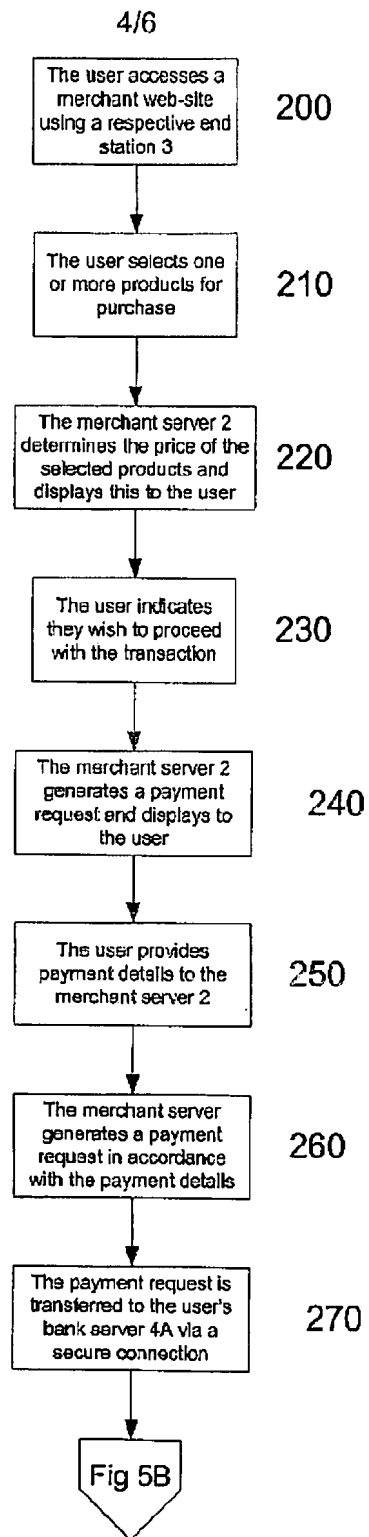 4/6
The user accesses a
merchant web-site
using a respective end
station 3
200
The user selects one
or more products for
purchase
210
The merchant server 2
determines the price of the
selected products and
displays this to the user
220
The user indicates
they wish to proceed
with the transaction
230
The merchant server 2
generates a payment
request and displays to
the user
240
The user provides
payment details to the
merchant server 2
250
The merchant server
generates a payment
request in accordance
with the payment details
260
The payment request is
transferred to the user's
bank server 4A via a
secure connection
270
Fig 5B